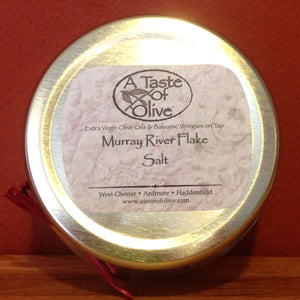 A Taste
of
Olive
Extra Virgin Olive Oils & Balsamic Vinegars on Tap
Murray River Flake
Salt
West Chester • Ardmore • Haddonfield
www.atasteofolive.com